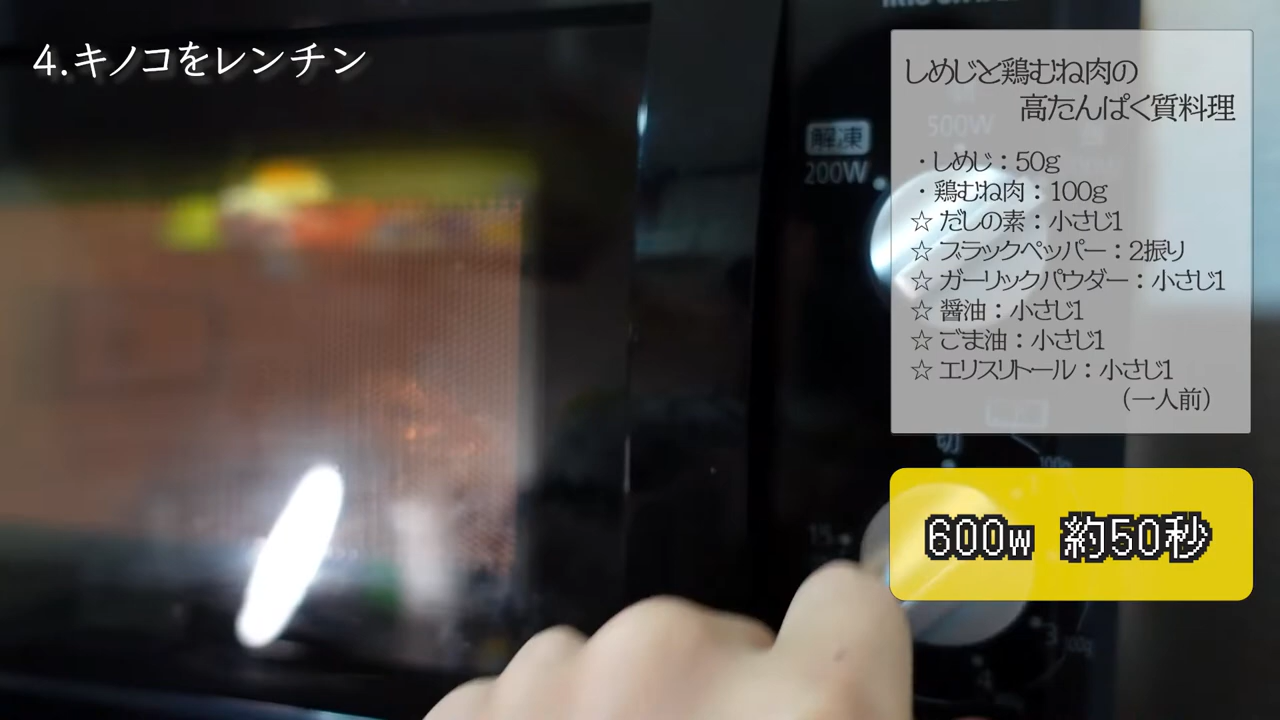 4.キノコをレンチン
しめじと鶏むね肉の
高たんぱく質料理
・しめじ：50g
・鶏むね肉：100g
☆ だしの素：小さじ1
☆ ブラックペッパー：2振り
☆ ガーリックパウダー：小さじ1
☆ 醤油：小さじ1
☆ ごま油：小さじ1
☆ エリスリトール：小さじ1
（一人前）
600w 約50秒
解凍
200W
500W
切
15
3
4